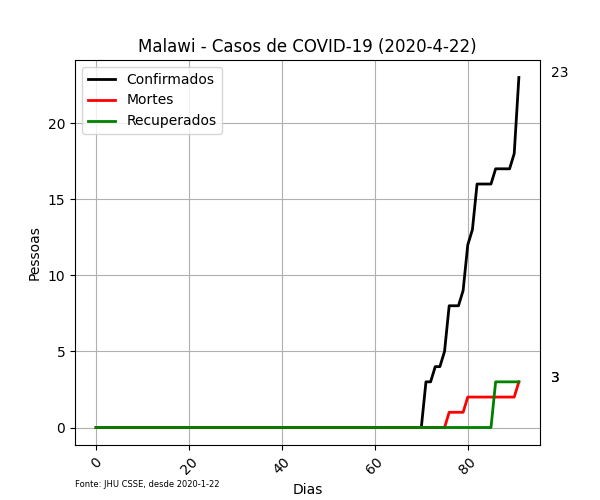 Malawi - Casos de COVID-19 (2020-4-22)
Confirmados
Mortes
Recuperados
23
3
20
15
10
5
0
Pessoas
0
20
40
60
80
Dias
Fonte: JHU CSSE, desde 2020-1-22